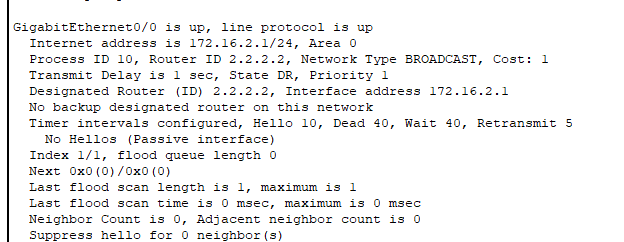 GigabitEthernet0/0 is up, line protocol is up
Internet address is 172.16.2.1/24, Area 0
Process ID 10, Router ID 2.2.2.2, Network Type BROADCAST, Cost: 1
Transmit Delay is 1 sec, State DR, Priority 1
Designated Router (ID) 2.2.2.2, Interface address 172.16.2.1
No backup designated router on this network
Timer intervals configured, Hello 10, Dead 40, Wait 40, Retransmit 5
No Hellos (Passive interface)
Index 1/1, flood queue length 0
Next 0x0(0)/0x0(0)
Last flood scan length is 1, maximum is 1
Last flood scan time is 0 msec, maximum is 0 msec
Neighbor Count is 0, Adjacent neighbor count is 0
Suppress hello for 0 neighbor(s)